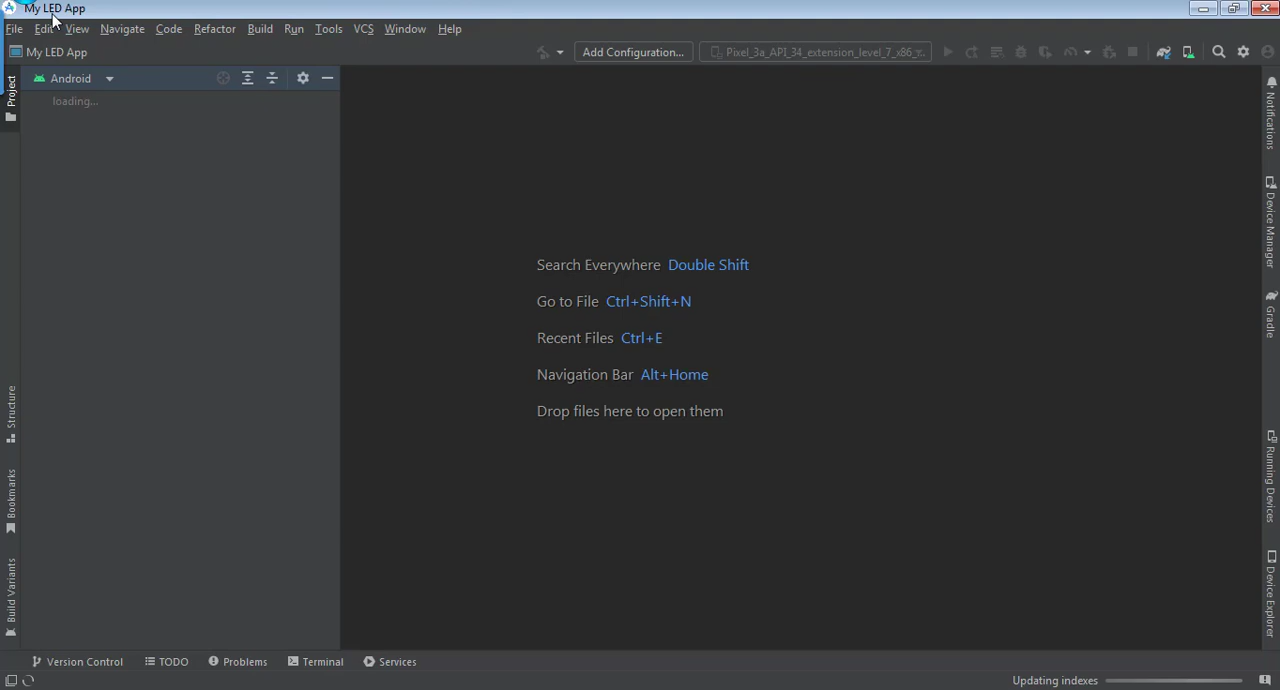 My LED App
File Edit View Navigate Code Refactor Build Run Tools VCS Window Help
My LED App
Add Configuration...
Pixel_3a_API_34_extension_level_7_x86_
Android
loading...
Project
Structure
Bookmarks
Build Variants
Search Everywhere Double Shift
Go to File Ctrl+Shift+N
Recent Files Ctrl+E
Navigation Bar Alt+Home
Drop files here to open them
Notifications
Device Manager
Gradle
Running Devices
Device Explorer
Version Control TODO Problems Terminal Services
Updating indexes